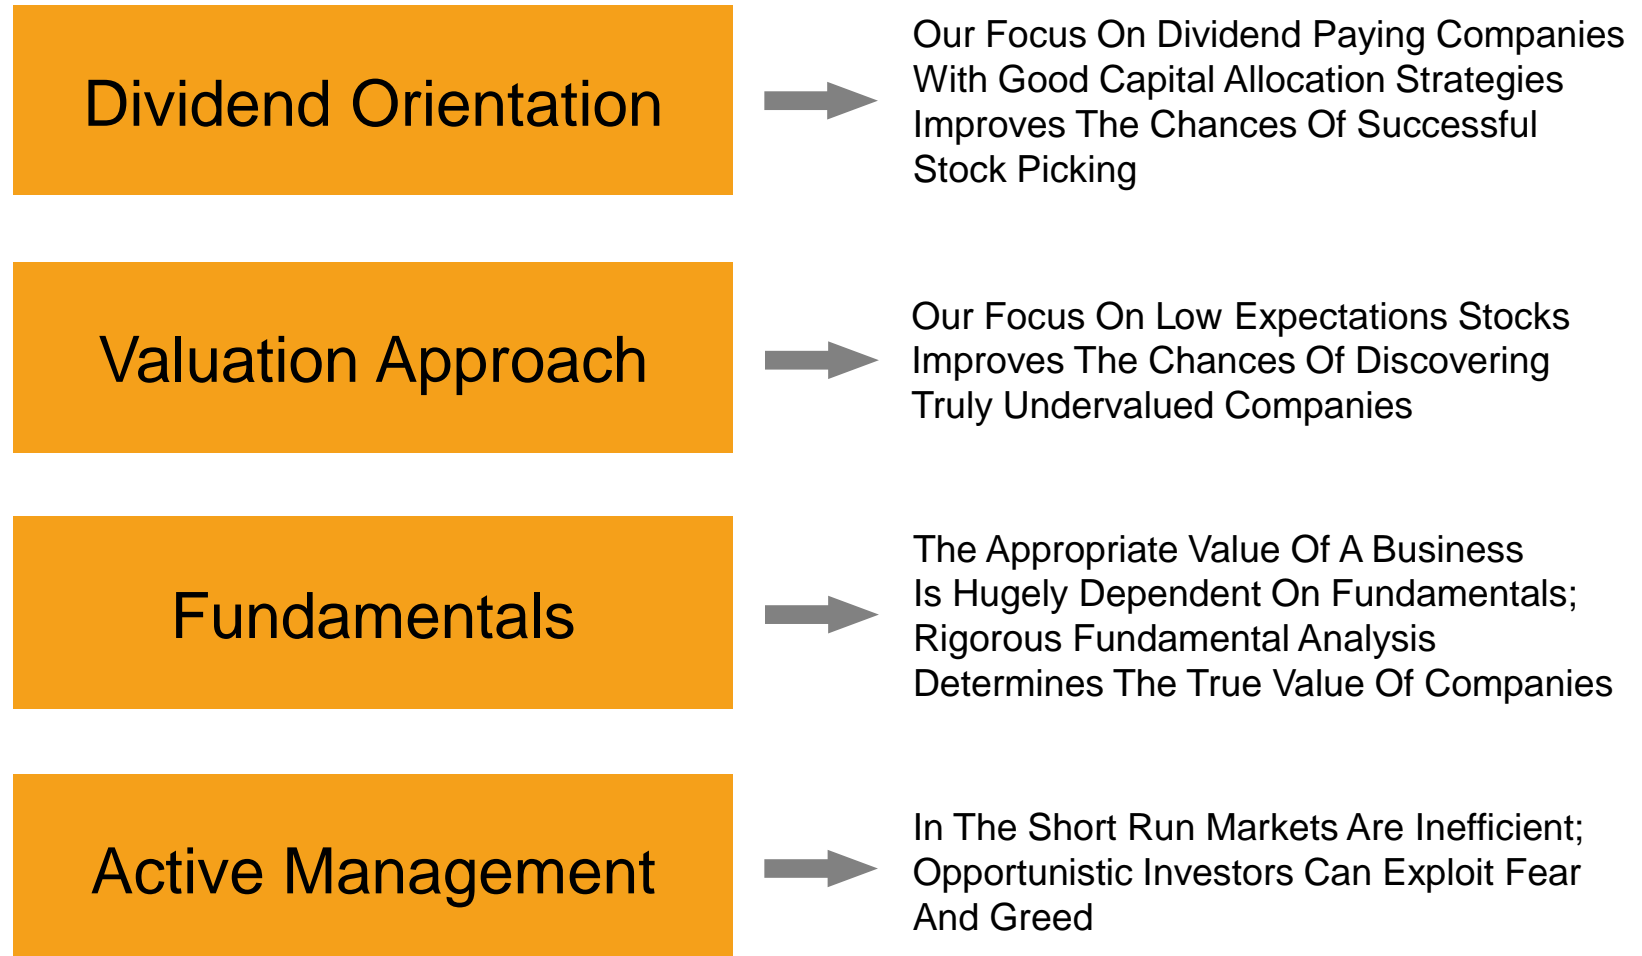 Dividend Orientation
Our Focus On Dividend Paying Companies
With Good Capital Allocation Strategies
Improves The Chances Of Successful
Stock Picking
Valuation Approach
Our Focus On Low Expectations Stocks
Improves The Chances Of Discovering
Truly Undervalued Companies
Fundamentals
The Appropriate Value Of A Business
Is Hugely Dependent On Fundamentals;
Rigorous Fundamental Analysis
Determines The True Value Of Companies
Active Management
In The Short Run Markets Are Inefficient;
Opportunistic Investors Can Exploit Fear
And Greed